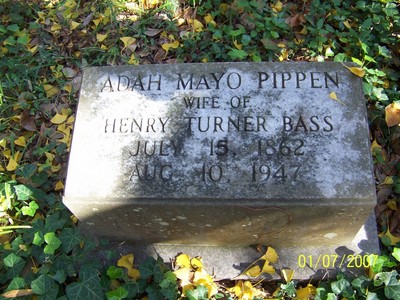 ADAH MAYO PIPPEN
WIFE OF
HENRY TURNER BASS
JULY 15, 1862
AUG. 10, 1947
01/07/2007